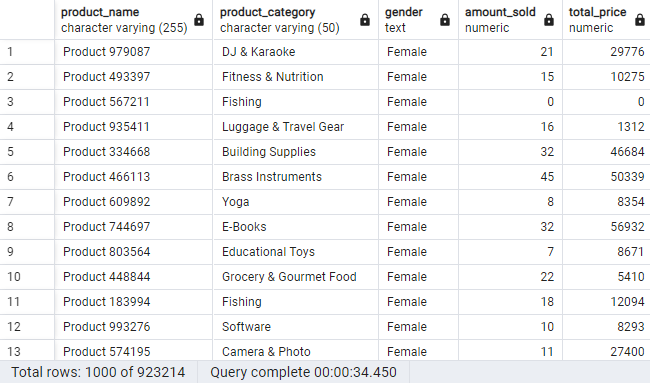 product_name product_category gender amount_sold total_price
character varying (255) character varying (50) text numeric numeric
1 Product 979087 DJ & Karaoke Female 21 29776
2 Product 493397 Fitness & Nutrition Female 15 10275
3 Product 567211 Fishing Female 0 0
4 Product 935411 Luggage & Travel Gear Female 16 1312
5 Product 334668 Building Supplies Female 32 46684
6 Product 466113 Brass Instruments Female 45 50339
7 Product 609892 Yoga Female 8 8354
8 Product 744697 E-Books Female 32 56932
9 Product 803564 Educational Toys Female 7 8671
10 Product 448844 Grocery & Gourmet Food Female 22 5410
11 Product 183994 Fishing Female 18 12094
12 Product 993276 Software Female 10 8293
13 Product 574195 Camera & Photo Female 11 27400
Total rows: 1000 of 923214 Query complete 00:00:34.450